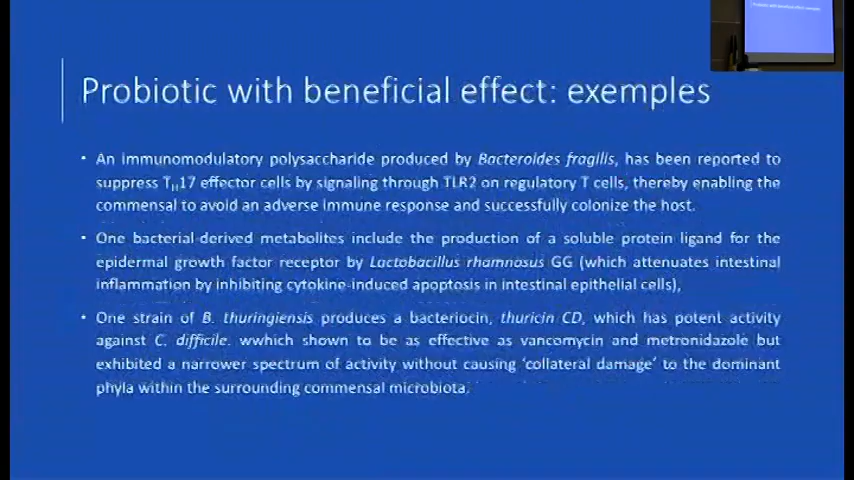 Probiotic with beneficial effect: exemples
• An immunomodulatory polysaccharide produced by Bacteroides fragilis, has been reported to
suppress TH17 effector cells by signaling through TLR2 on regulatory T cells, thereby enabling the
commensal to avoid an adverse immune response and successfully colonize the host.
• One bacterial-derived metabolites include the production of a soluble protein ligand for the
epidermal growth factor receptor by Lactobacillus rhamnosus GG (which attenuates intestinal
inflammation by inhibiting cytokine-induced apoptosis in intestinal epithelial cells),
• One strain of B. thuringiensis produces a bacteriocin, thuricin CD, which has potent activity
against C. difficile. wwhich shown to be as effective as vancomycin and metronidazole but
exhibited a narrower spectrum of activity without causing ‘collateral damage’ to the dominant
phyla within the surrounding commensal microbiota.